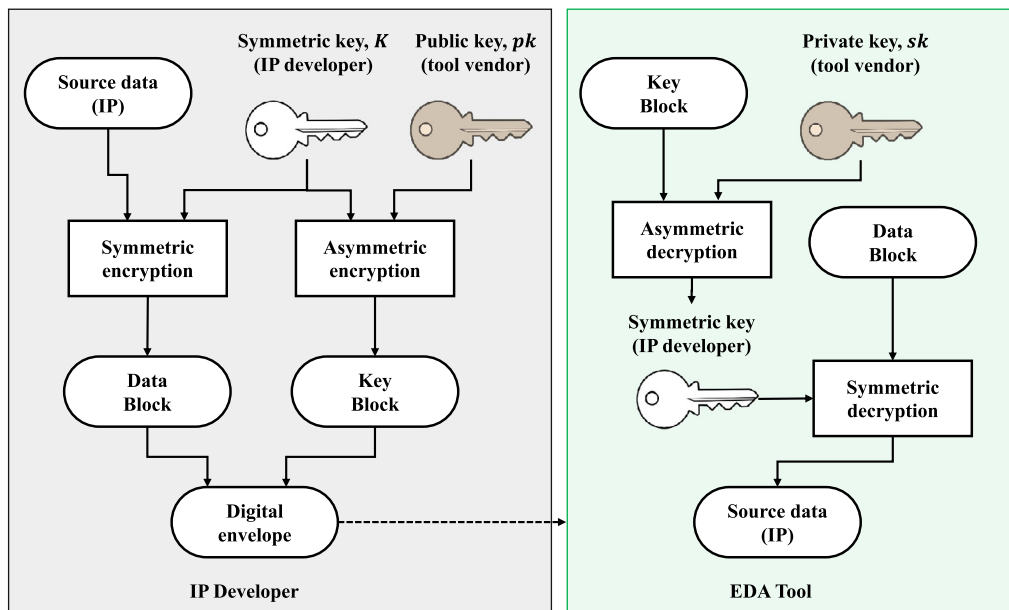 Symmetric key, K
(IP developer)
Public key, pk
(tool vendor)
Source data
(IP)
Symmetric
encryption
Asymmetric
encryption
Data
Block
Key
Block
Digital
envelope
IP Developer
Private key, sk
(tool vendor)
Key
Block
Asymmetric
decryption
Data
Block
Symmetric key
(IP developer)
Symmetric
decryption
Source data
(IP)
EDA Tool